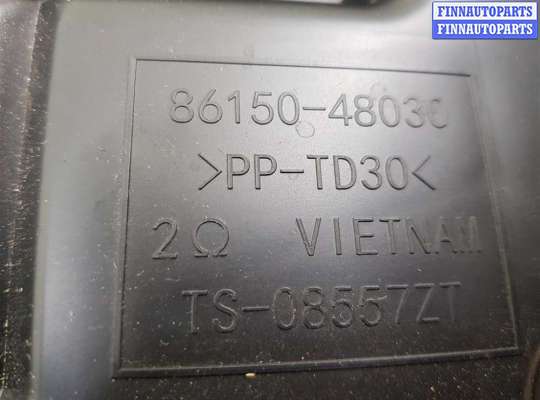 FINNAUTOPARTS
FINNAUTOPARTS
86150-48030
>PP-TD30<
2Ω VIETNAM
TS-08557ZT